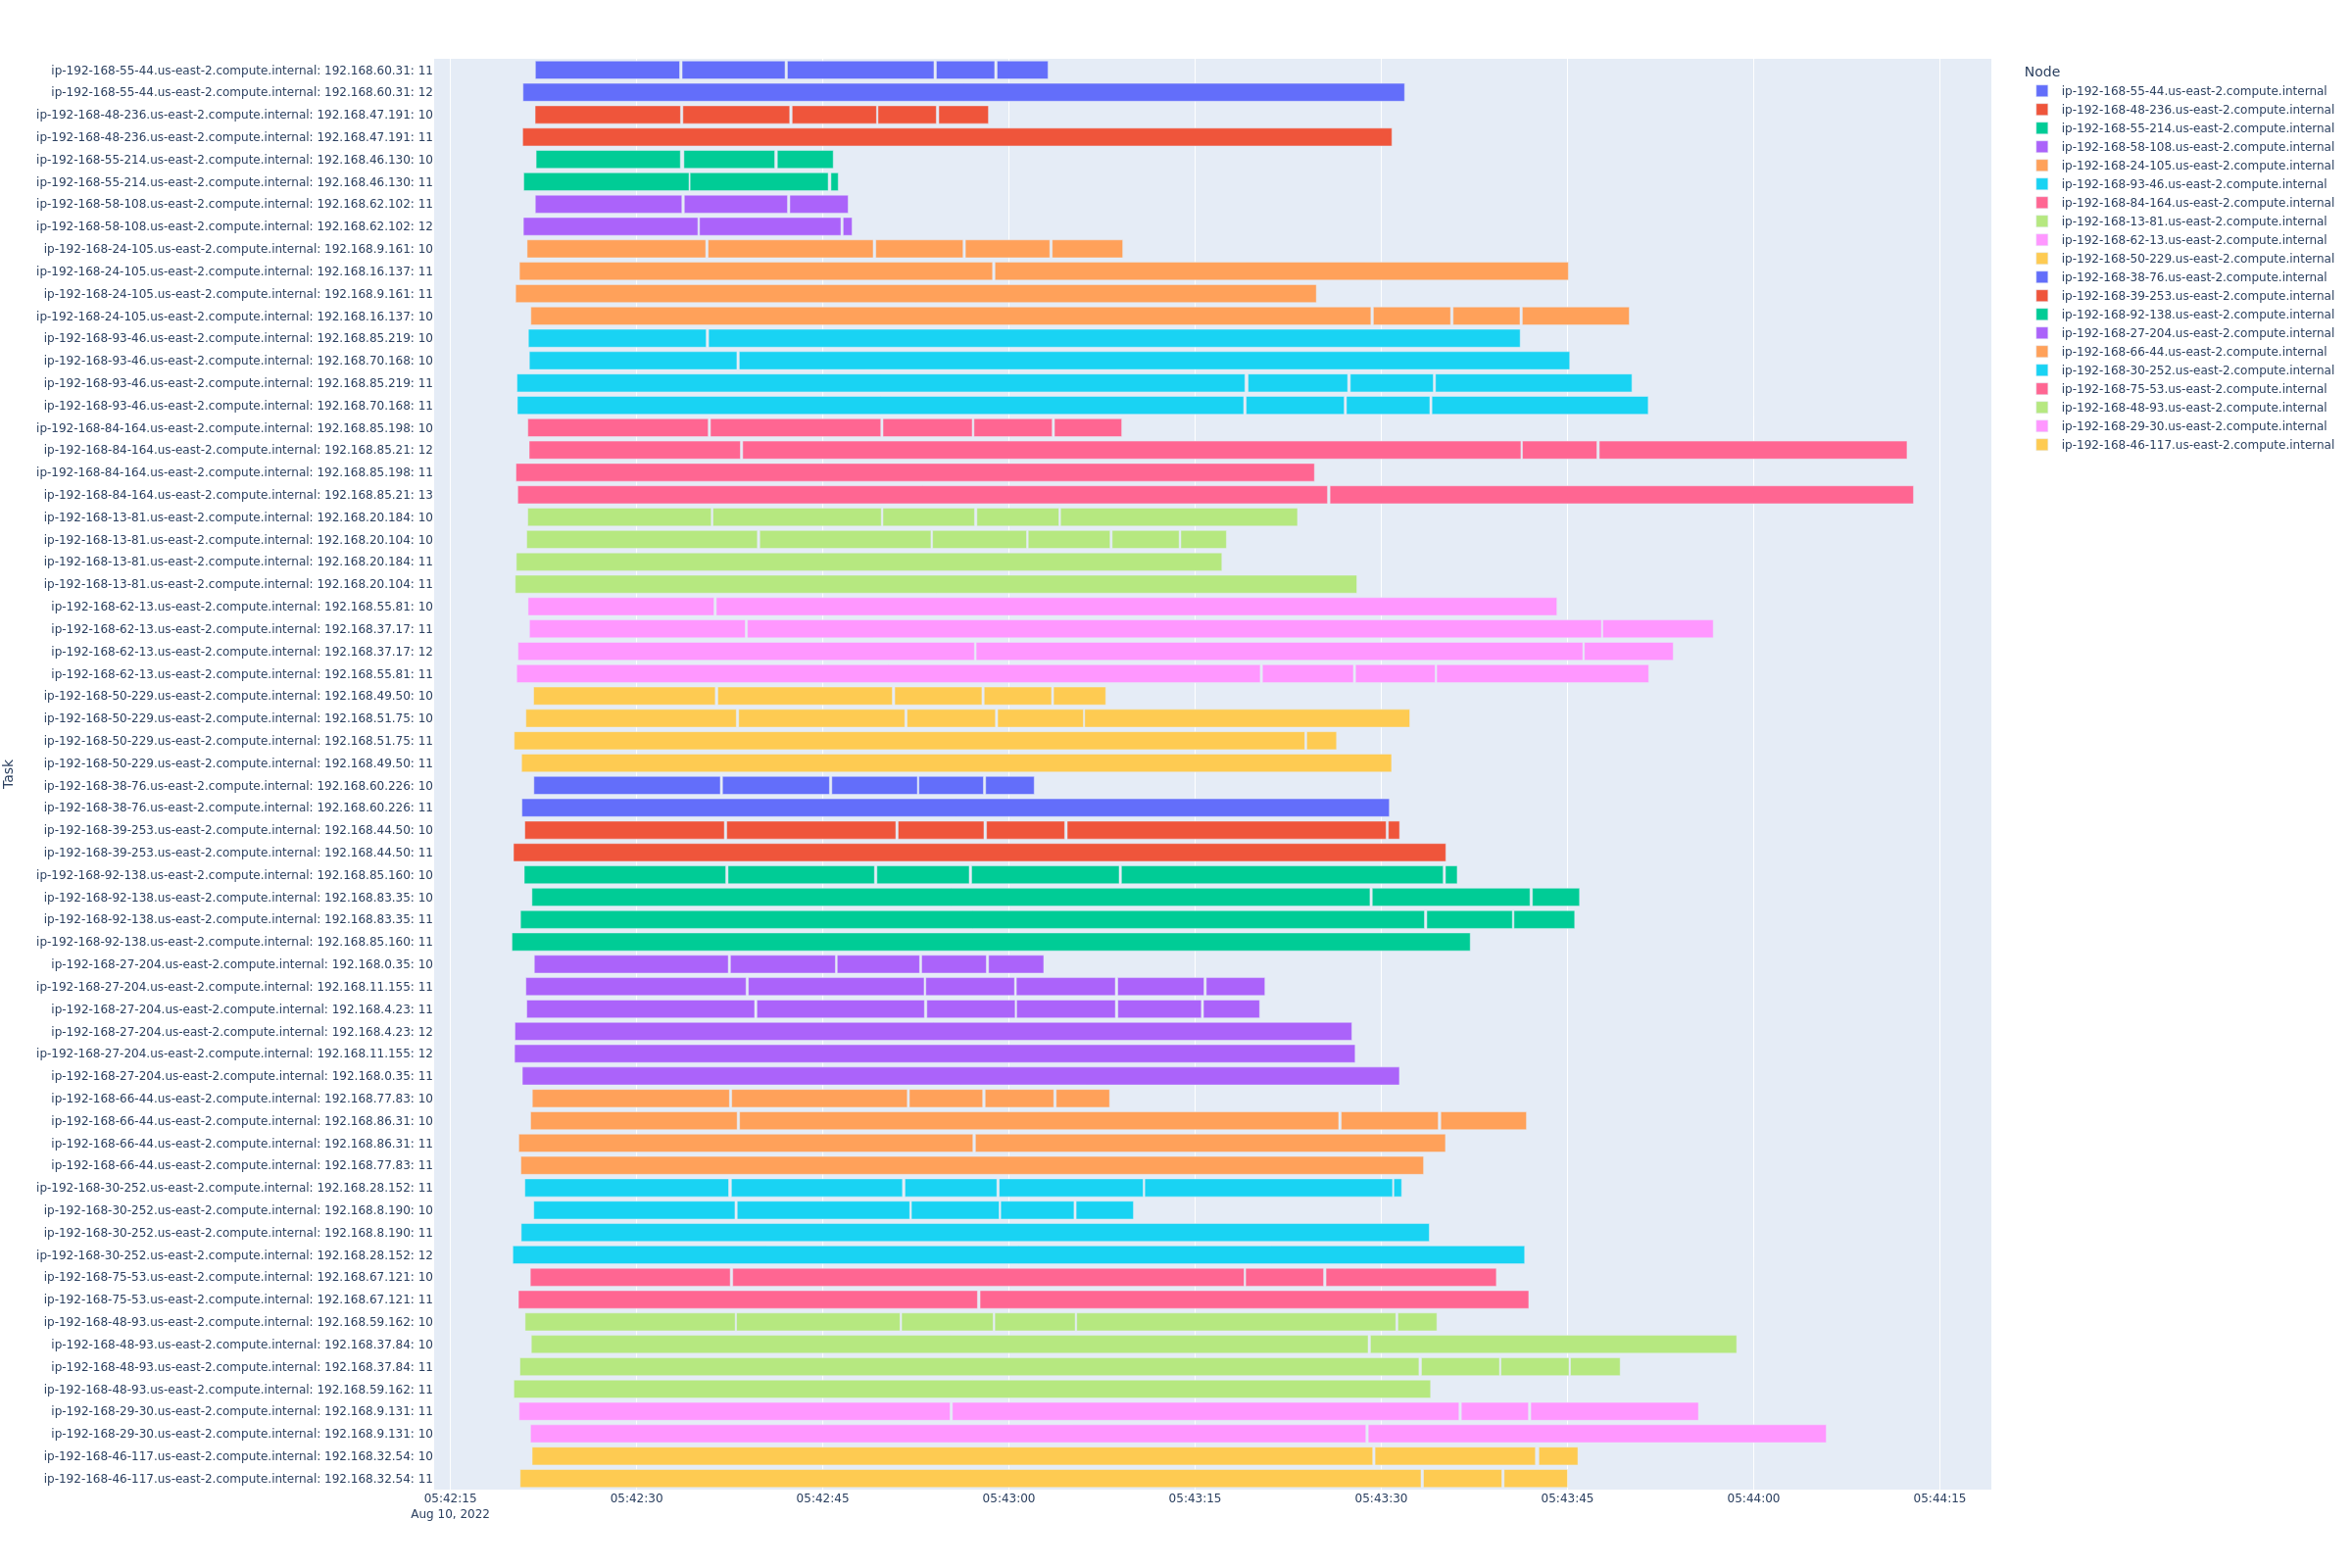 ip-192-168-55-44.us-east-2.compute.internal: 192.168.60.31: 11
ip-192-168-55-44.us-east-2.compute.internal: 192.168.60.31: 12
ip-192-168-48-236.us-east-2.compute.internal: 192.168.47.191: 10
ip-192-168-48-236.us-east-2.compute.internal: 192.168.47.191: 11
ip-192-168-55-214.us-east-2.compute.internal: 192.168.46.130: 10
ip-192-168-55-214.us-east-2.compute.internal: 192.168.46.130: 11
ip-192-168-58-108.us-east-2.compute.internal: 192.168.62.102: 11
ip-192-168-58-108.us-east-2.compute.internal: 192.168.62.102: 12
ip-192-168-24-105.us-east-2.compute.internal: 192.168.9.161: 10
ip-192-168-24-105.us-east-2.compute.internal: 192.168.16.137: 11
ip-192-168-24-105.us-east-2.compute.internal: 192.168.9.161: 11
ip-192-168-24-105.us-east-2.compute.internal: 192.168.16.137: 10
ip-192-168-93-46.us-east-2.compute.internal: 192.168.85.219: 10
ip-192-168-93-46.us-east-2.compute.internal: 192.168.70.168: 10
ip-192-168-93-46.us-east-2.compute.internal: 192.168.85.219: 11
ip-192-168-93-46.us-east-2.compute.internal: 192.168.70.168: 11
ip-192-168-84-164.us-east-2.compute.internal: 192.168.85.198: 10
ip-192-168-84-164.us-east-2.compute.internal: 192.168.85.21: 12
ip-192-168-84-164.us-east-2.compute.internal: 192.168.85.198: 11
ip-192-168-84-164.us-east-2.compute.internal: 192.168.85.21: 13
ip-192-168-13-81.us-east-2.compute.internal: 192.168.20.184: 10
ip-192-168-13-81.us-east-2.compute.internal: 192.168.20.104: 10
ip-192-168-13-81.us-east-2.compute.internal: 192.168.20.184: 11
ip-192-168-13-81.us-east-2.compute.internal: 192.168.20.104: 11
ip-192-168-62-13.us-east-2.compute.internal: 192.168.55.81: 10
ip-192-168-62-13.us-east-2.compute.internal: 192.168.37.17: 11
ip-192-168-62-13.us-east-2.compute.internal: 192.168.37.17: 12
ip-192-168-62-13.us-east-2.compute.internal: 192.168.55.81: 11
ip-192-168-50-229.us-east-2.compute.internal: 192.168.49.50: 10
ip-192-168-50-229.us-east-2.compute.internal: 192.168.51.75: 10
ip-192-168-50-229.us-east-2.compute.internal: 192.168.51.75: 11
ip-192-168-50-229.us-east-2.compute.internal: 192.168.49.50: 11
ip-192-168-38-76.us-east-2.compute.internal: 192.168.60.226: 10
ip-192-168-38-76.us-east-2.compute.internal: 192.168.60.226: 11
ip-192-168-39-253.us-east-2.compute.internal: 192.168.44.50: 10
ip-192-168-39-253.us-east-2.compute.internal: 192.168.44.50: 11
ip-192-168-92-138.us-east-2.compute.internal: 192.168.85.160: 10
ip-192-168-92-138.us-east-2.compute.internal: 192.168.83.35: 10
ip-192-168-92-138.us-east-2.compute.internal: 192.168.83.35: 11
ip-192-168-92-138.us-east-2.compute.internal: 192.168.85.160: 11
ip-192-168-27-204.us-east-2.compute.internal: 192.168.0.35: 10
ip-192-168-27-204.us-east-2.compute.internal: 192.168.11.155: 11
ip-192-168-27-204.us-east-2.compute.internal: 192.168.4.23: 11
ip-192-168-27-204.us-east-2.compute.internal: 192.168.4.23: 12
ip-192-168-27-204.us-east-2.compute.internal: 192.168.11.155: 12
ip-192-168-27-204.us-east-2.compute.internal: 192.168.0.35: 11
ip-192-168-66-44.us-east-2.compute.internal: 192.168.77.83: 10
ip-192-168-66-44.us-east-2.compute.internal: 192.168.86.31: 10
ip-192-168-66-44.us-east-2.compute.internal: 192.168.86.31: 11
ip-192-168-66-44.us-east-2.compute.internal: 192.168.77.83: 11
ip-192-168-30-252.us-east-2.compute.internal: 192.168.28.152: 11
ip-192-168-30-252.us-east-2.compute.internal: 192.168.8.190: 10
ip-192-168-30-252.us-east-2.compute.internal: 192.168.8.190: 11
ip-192-168-30-252.us-east-2.compute.internal: 192.168.28.152: 12
ip-192-168-75-53.us-east-2.compute.internal: 192.168.67.121: 10
ip-192-168-75-53.us-east-2.compute.internal: 192.168.67.121: 11
ip-192-168-48-93.us-east-2.compute.internal: 192.168.59.162: 10
ip-192-168-48-93.us-east-2.compute.internal: 192.168.37.84: 10
ip-192-168-48-93.us-east-2.compute.internal: 192.168.37.84: 11
ip-192-168-48-93.us-east-2.compute.internal: 192.168.59.162: 11
ip-192-168-29-30.us-east-2.compute.internal: 192.168.9.131: 11
ip-192-168-29-30.us-east-2.compute.internal: 192.168.9.131: 10
ip-192-168-46-117.us-east-2.compute.internal: 192.168.32.54: 10
ip-192-168-46-117.us-east-2.compute.internal: 192.168.32.54: 11
Task
05:42:15 05:42:30 05:42:45 05:43:00 05:43:15 05:43:30 05:43:45 05:44:00 05:44:15
Aug 10, 2022
Node
ip-192-168-55-44.us-east-2.compute.internal
ip-192-168-48-236.us-east-2.compute.internal
ip-192-168-55-214.us-east-2.compute.internal
ip-192-168-58-108.us-east-2.compute.internal
ip-192-168-24-105.us-east-2.compute.internal
ip-192-168-93-46.us-east-2.compute.internal
ip-192-168-84-164.us-east-2.compute.internal
ip-192-168-13-81.us-east-2.compute.internal
ip-192-168-62-13.us-east-2.compute.internal
ip-192-168-50-229.us-east-2.compute.internal
ip-192-168-38-76.us-east-2.compute.internal
ip-192-168-39-253.us-east-2.compute.internal
ip-192-168-92-138.us-east-2.compute.internal
ip-192-168-27-204.us-east-2.compute.internal
ip-192-168-66-44.us-east-2.compute.internal
ip-192-168-30-252.us-east-2.compute.internal
ip-192-168-75-53.us-east-2.compute.internal
ip-192-168-48-93.us-east-2.compute.internal
ip-192-168-29-30.us-east-2.compute.internal
ip-192-168-46-117.us-east-2.compute.internal